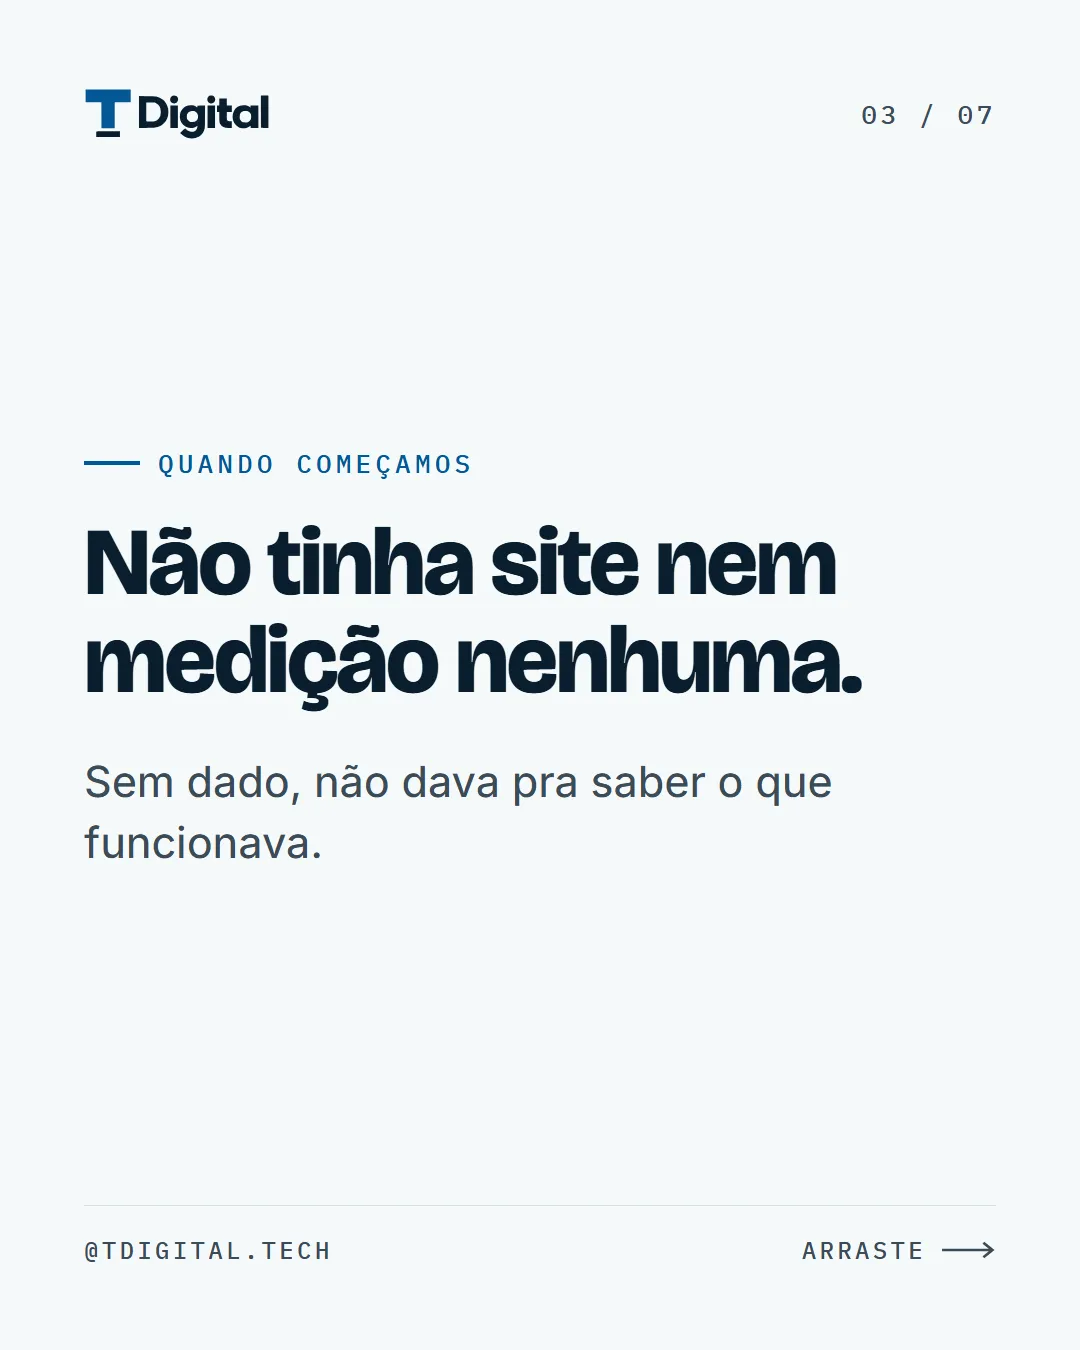 TDigital
03 / 07
QUANDO COMEÇAMOS
Não tinha site nem
medição nenhuma.
Sem dado, não dava pra saber o que
funcionava.
@TDIGITAL.TECH
ARRASTE